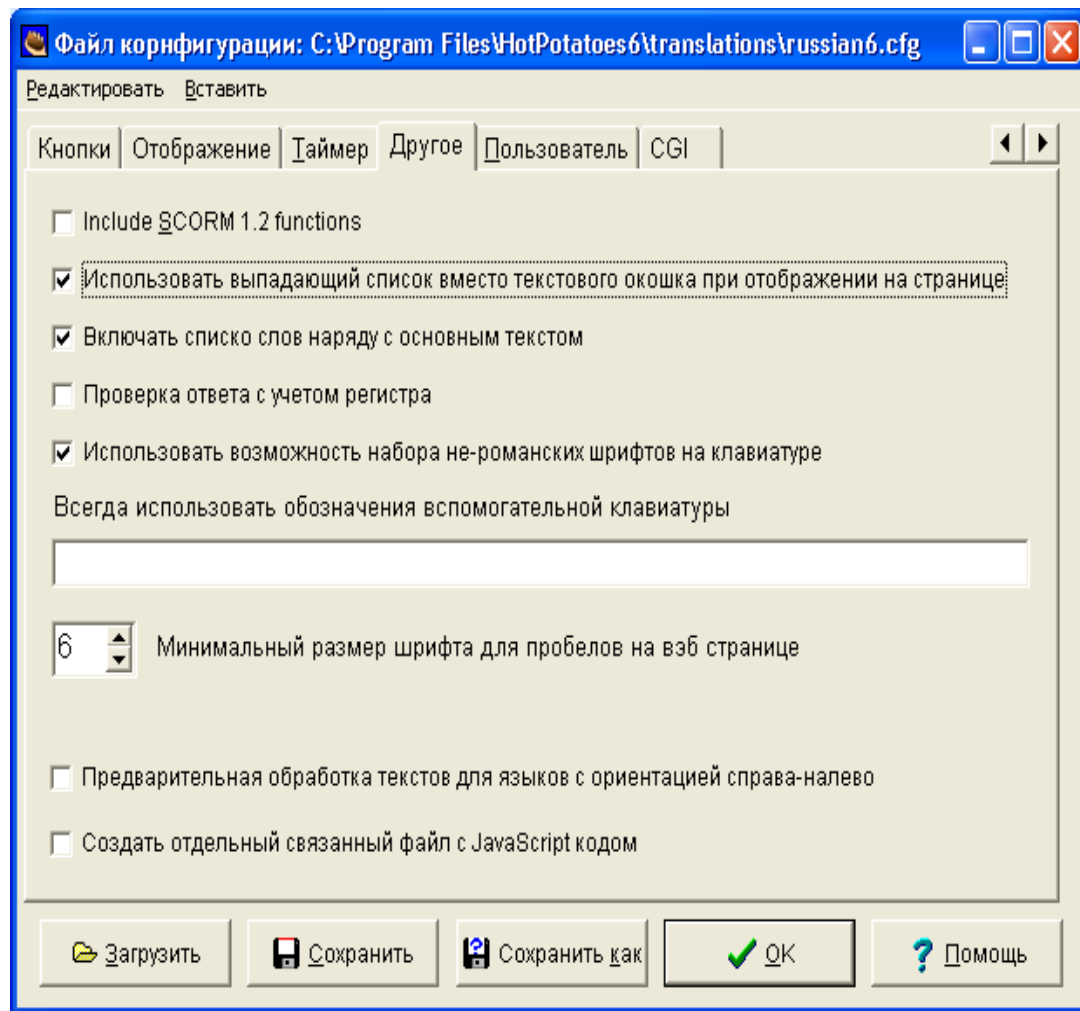 Файл корнфигурации: C:\Program Files\HotPotatoes6\translations\russian6.cfg
Редактировать Вставить
Кнопки Отображение Таймер Другое Пользователь CGI
Include SCORM 1.2 functions
Использовать выпадающий список вместо текстового окошка при отображении на странице
Включать списко слов наряду с основным текстом
Проверка ответа с учетом регистра
Использовать возможность набора не-романских шрифтов на клавиатуре
Всегда использовать обозначения вспомогательной клавиатуры
6 Минимальный размер шрифта для пробелов на вэб странице
Предварительная обработка текстов для языков с ориентацией справа-налево
Создать отдельный связанный файл с JavaScript кодом
Загрузить Сохранить Сохранить как OK Помощь